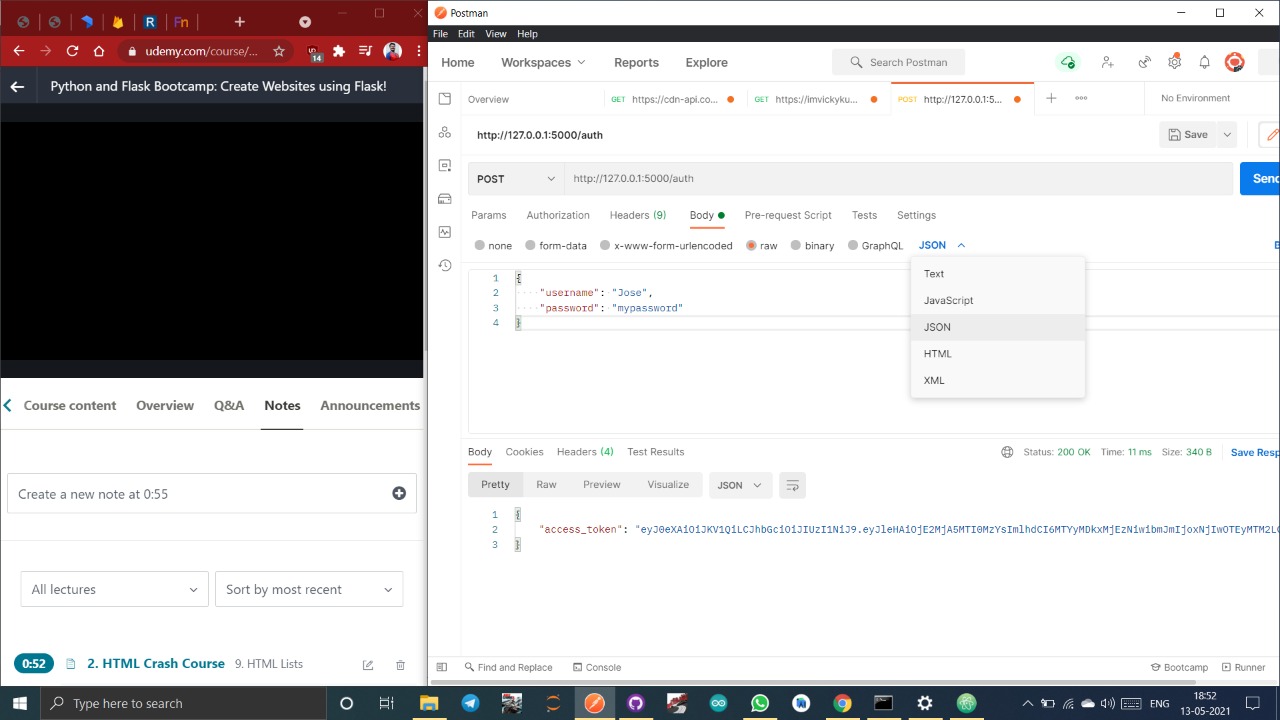 Postman
File Edit View Help
udemy.com/course/...
14
Python and Flask Bootcamp: Create Websites using Flask!
Course content Overview Q&A Notes Announcements
Create a new note at 0:55
All lectures
Sort by most recent
0:52 2. HTML Crash Course 9. HTML Lists
Home Workspaces Reports Explore
Search Postman
Overview
GET https://cdn-api.co...
GET https://imvickyku...
POST http://127.0.0.1:5...
No Environment
http://127.0.0.1:5000/auth
Save
POST http://127.0.0.1:5000/auth
Send
Params Authorization Headers (9) Body Pre-request Script Tests Settings
none form-data x-www-form-urlencoded raw binary GraphQL JSON
Text
JavaScript
JSON
HTML
XML
1 {
2 "username": "Jose",
3 "password": "mypassword"
4 }
Body Cookies Headers (4) Test Results
Status: 200 OK Time: 11 ms Size: 340 B Save Resp
Pretty Raw Preview Visualize JSON
1 {
2 "access_token":
3 }
Find and Replace Console
Bootcamp Runner
Type here to search
ENG
18:52
13-05-2021